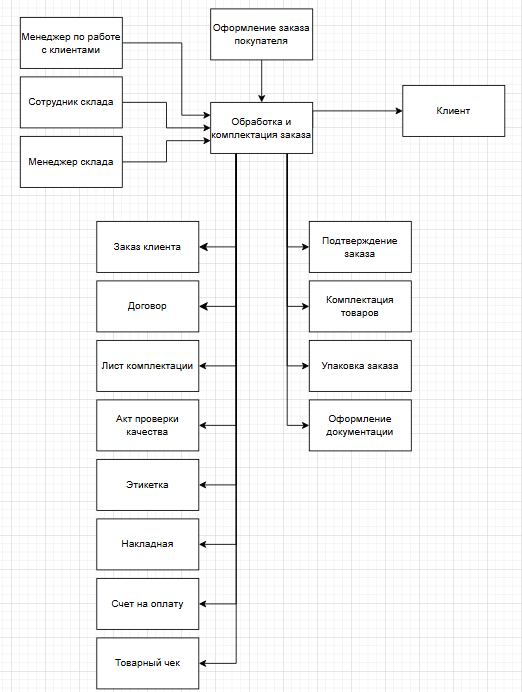 Менеджер по работе
с клиентами
Оформление заказа
покупателя
Сотрудник склада
Обработка и
комплектация заказа
Клиент
Менеджер склада
Заказ клиента
Подтверждение
заказа
Договор
Комплектация
товаров
Лист комплектации
Упаковка заказа
Акт проверки
качества
Оформление
документации
Этикетка
Накладная
Счет на оплату
Товарный чек